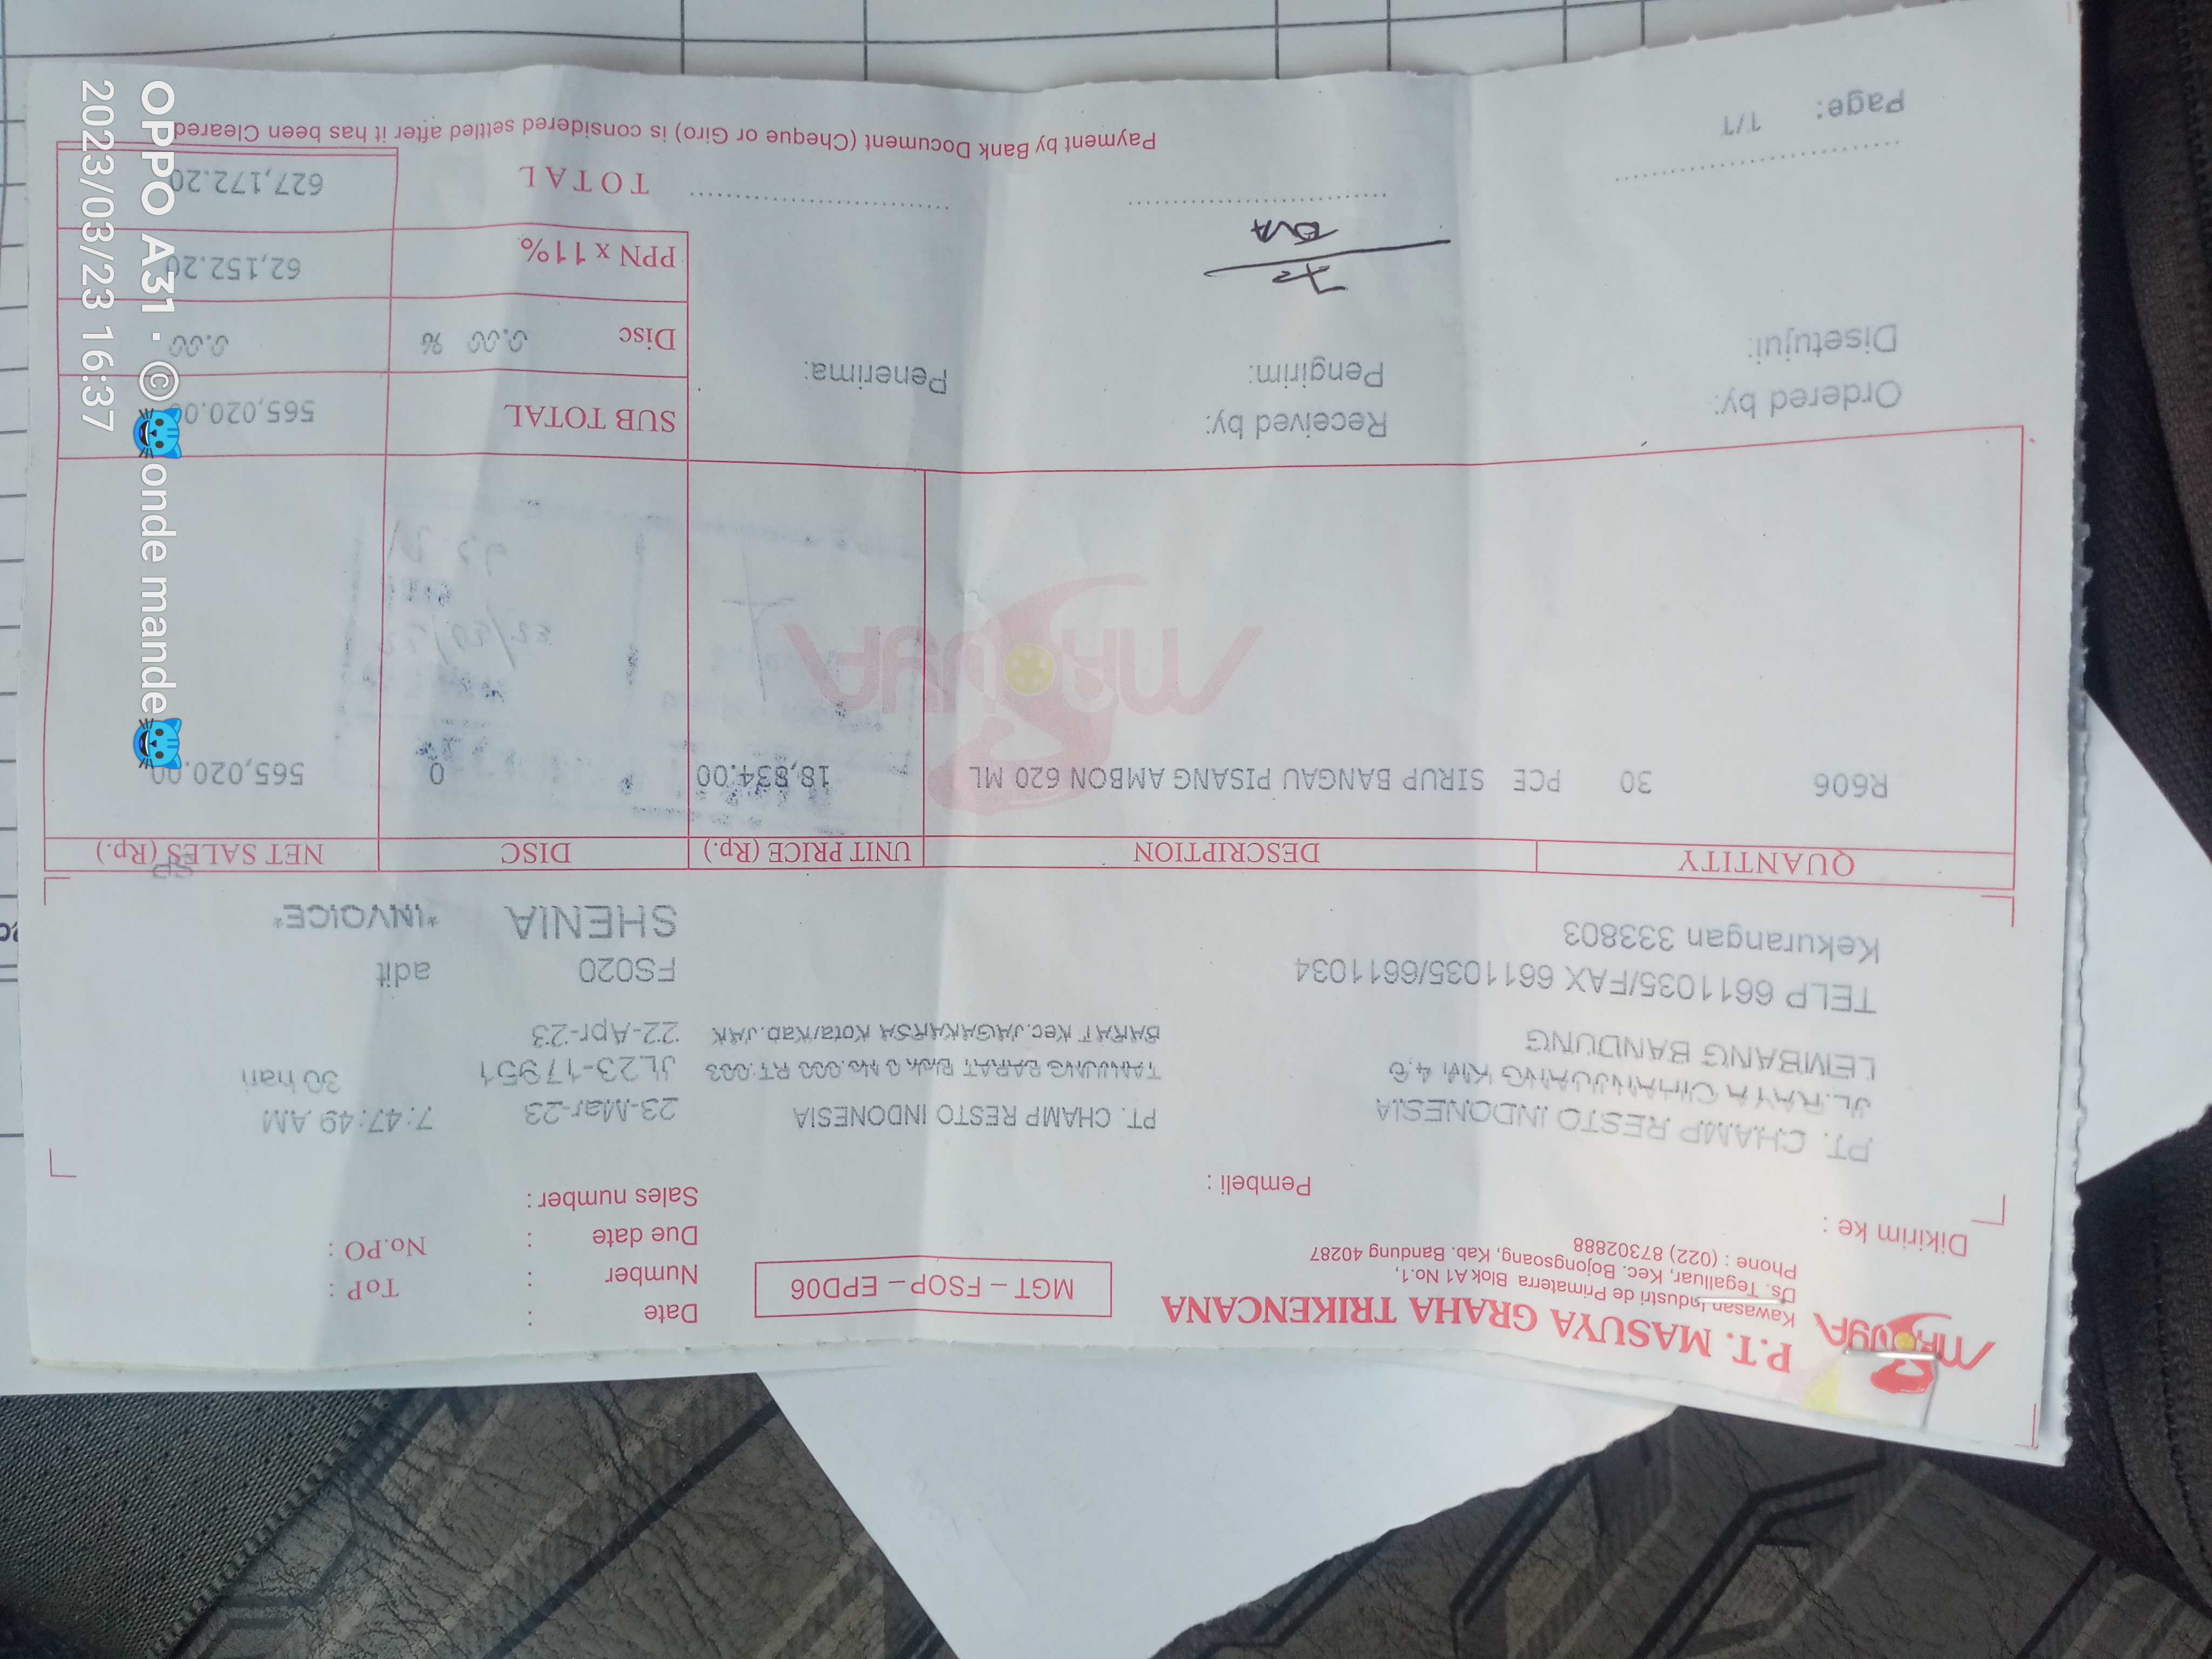 MASUYA
P.T. MASUYA GRAHA TRIKENCANA
Kawasan Industri de Primaterra Blok A1 No.1,
Ds. Tegalluar, Kec. Bojongsoang, Kab. Bandung 40287
Phone : (022) 87302888
MGT – FSOP – EPD06
Date :
Number : ToP :
Due date : No.PO :
Sales number :
Dikirim ke :
Pembeli :
PT. CHAMP RESTO INDONESIA
JL.RAYA CIHANJUANG KM 4,6
LEMBANG BANDUNG
TELP 6611035/FAX 6611035/6611034
Kekurangan 333803
PT. CHAMP RESTO INDONESIA
TANJUNG BARAT Blok 0 No.000 RT:003
BARAT Kec.JAGAKARSA Kota/Kab.JAK
23-Mar-23 7:47:49 AM
JL23-17951 30 hari
22-Apr-23
FS020 adit
SHENIA *INVOICE*
QUANTITY DESCRIPTION UNIT PRICE (Rp.) DISC NET SALES (Rp.)
R606 30 PCE SIRUP BANGAU PISANG AMBON 620 ML 18,834.00 0 565,020.00
MASUYA
Ordered by: Received by:
Disetujui: Pengirim: Penerima:
EVA
SUB TOTAL 565,020.00
Disc 0.00 % 0.00
PPN x 11% 62,152.20
TOTAL 627,172.20
Page: 1/1
Payment by Bank Document (Cheque or Giro) is considered settled after it has been Cleared
OPPO A31 · ©🐱onde mande🐱
2023/03/23 16:37